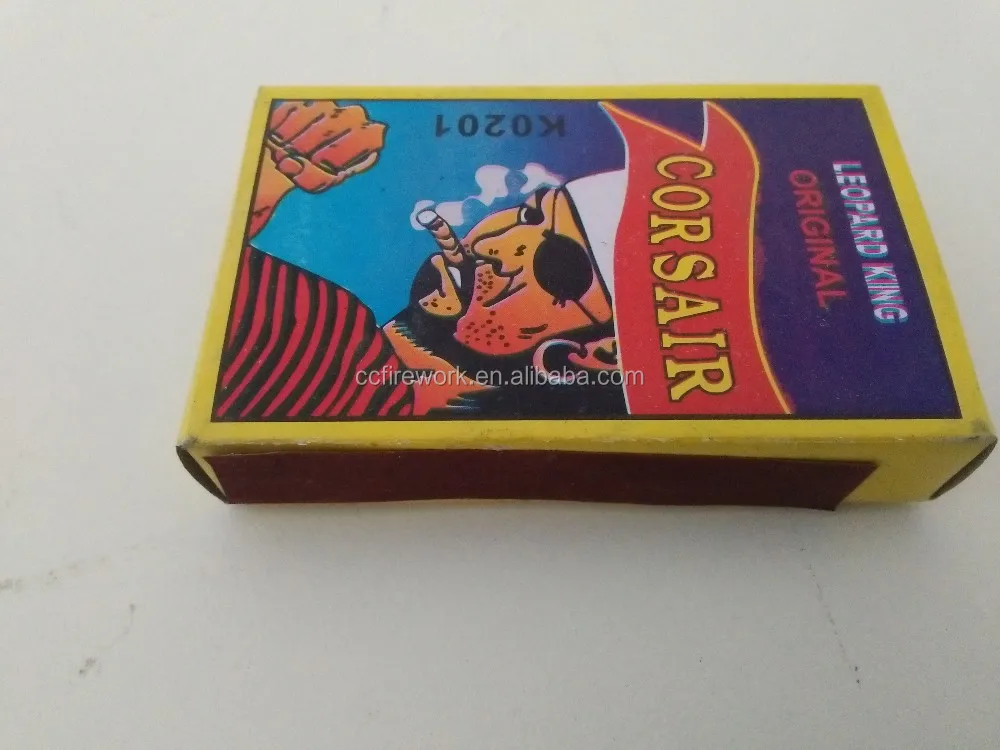 LEOPARD KING
ORIGINAL
CORSAIR
K0201
ccfirework.en.alibaba.com